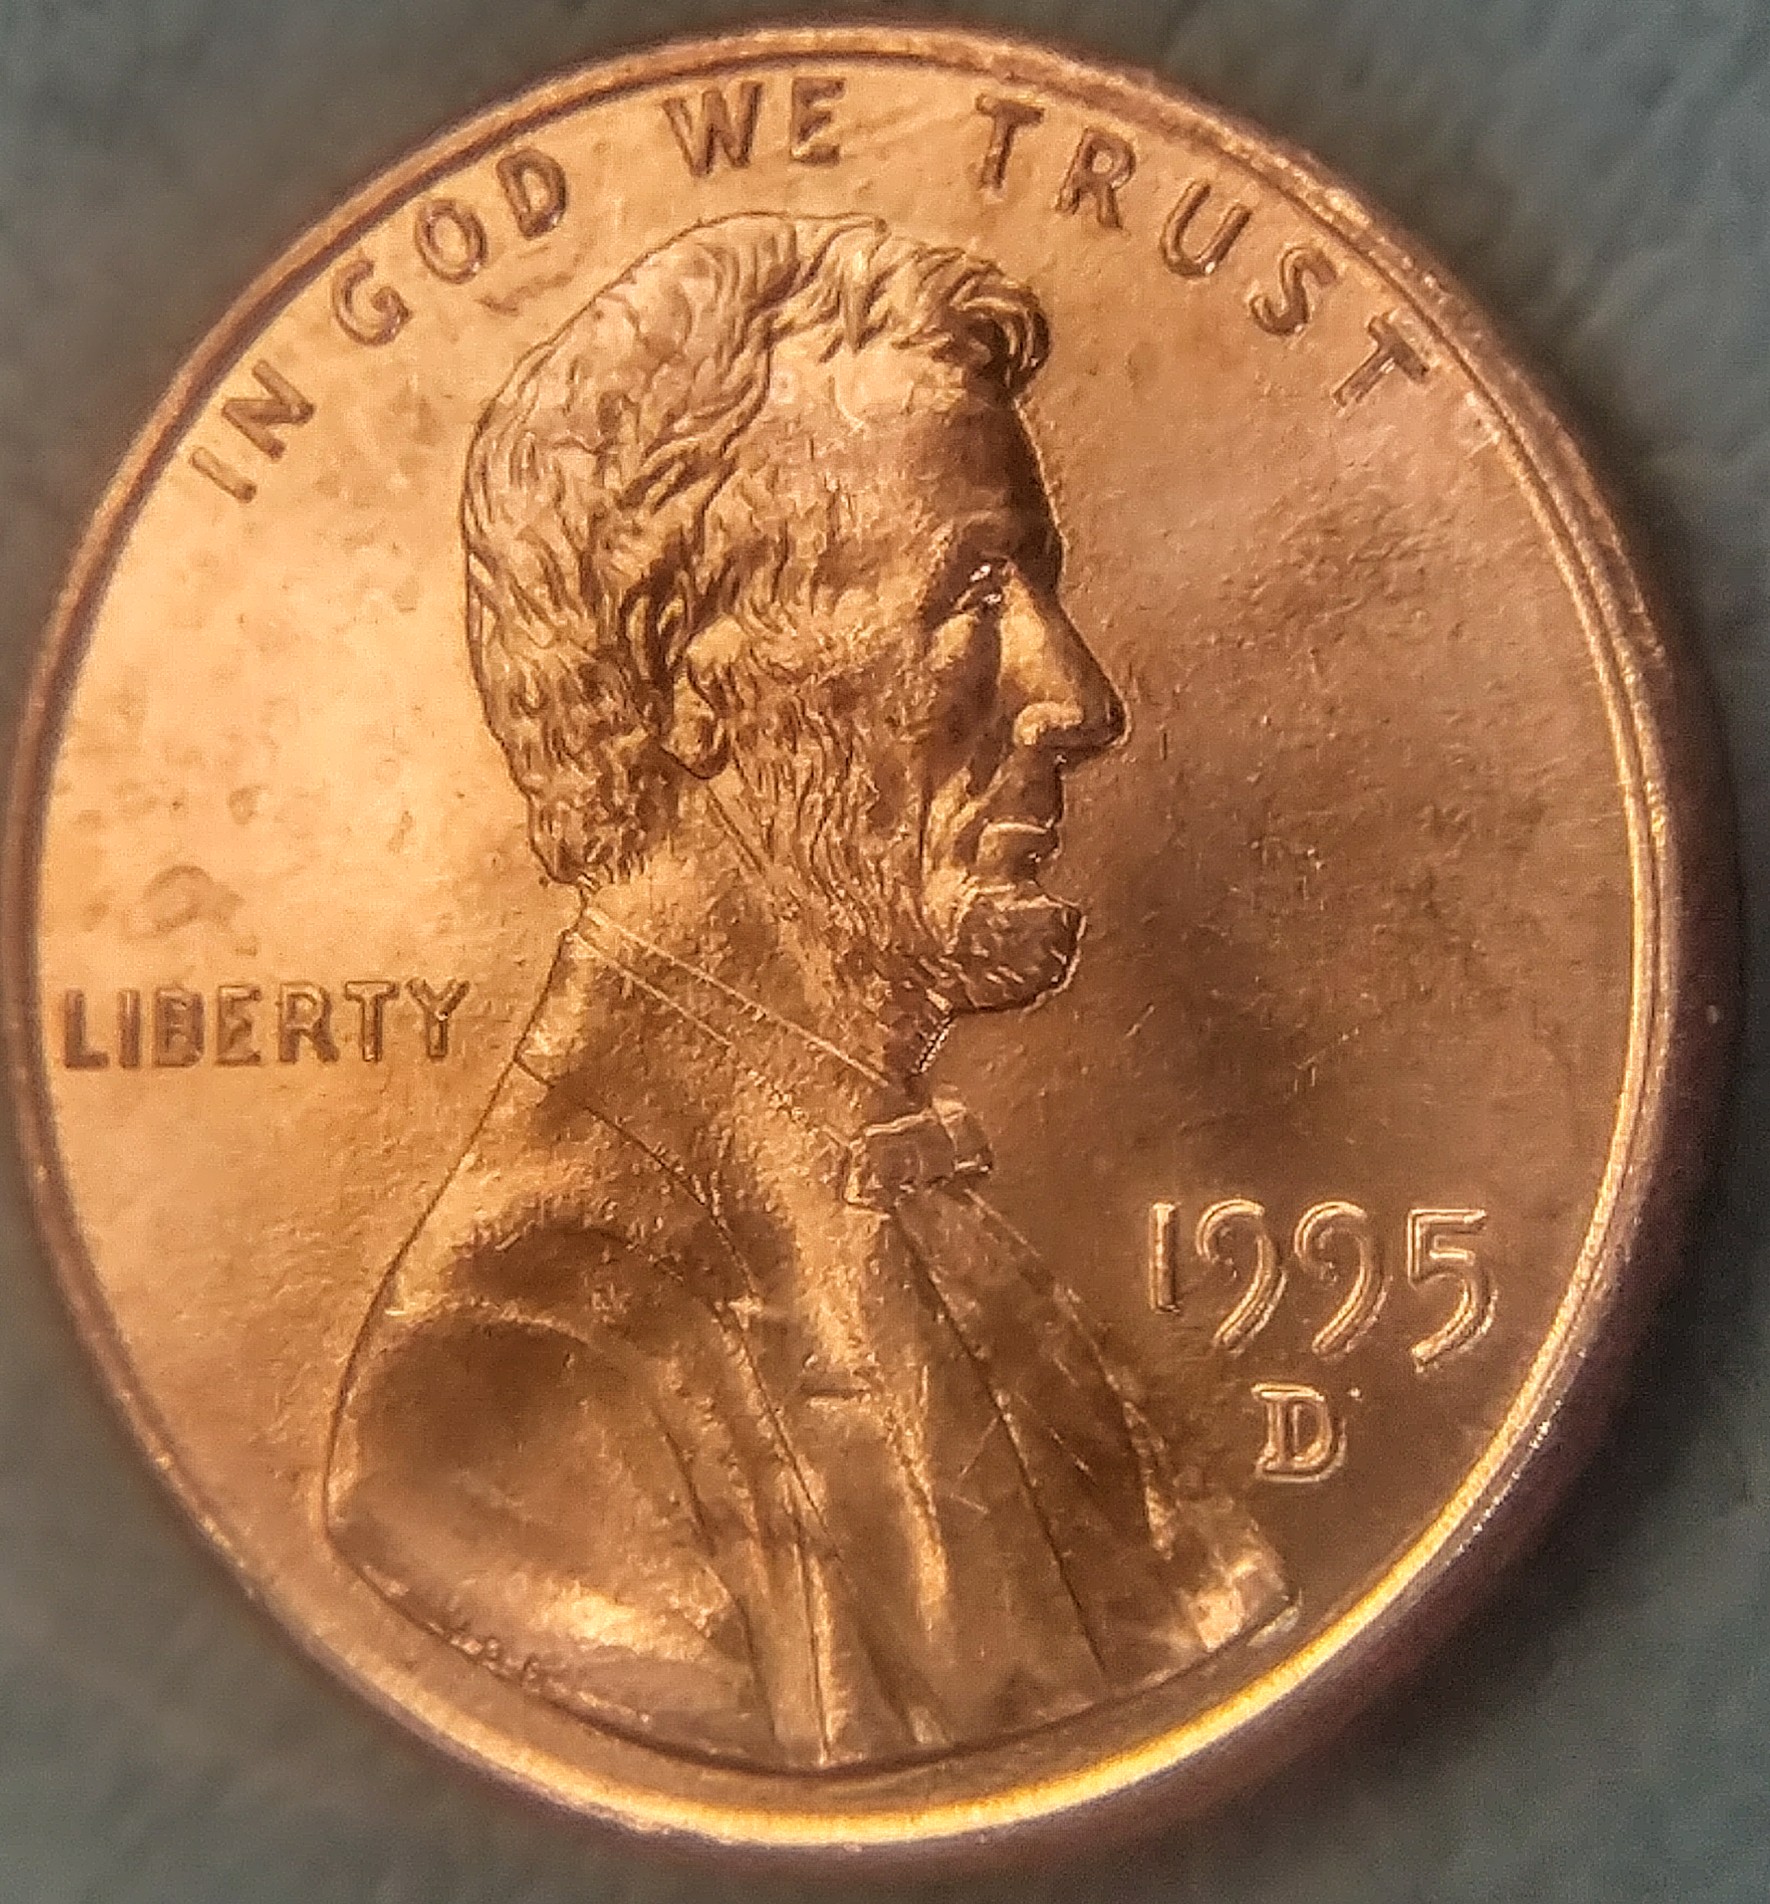 IN GOD WE TRUST
LIBERTY
1995
D